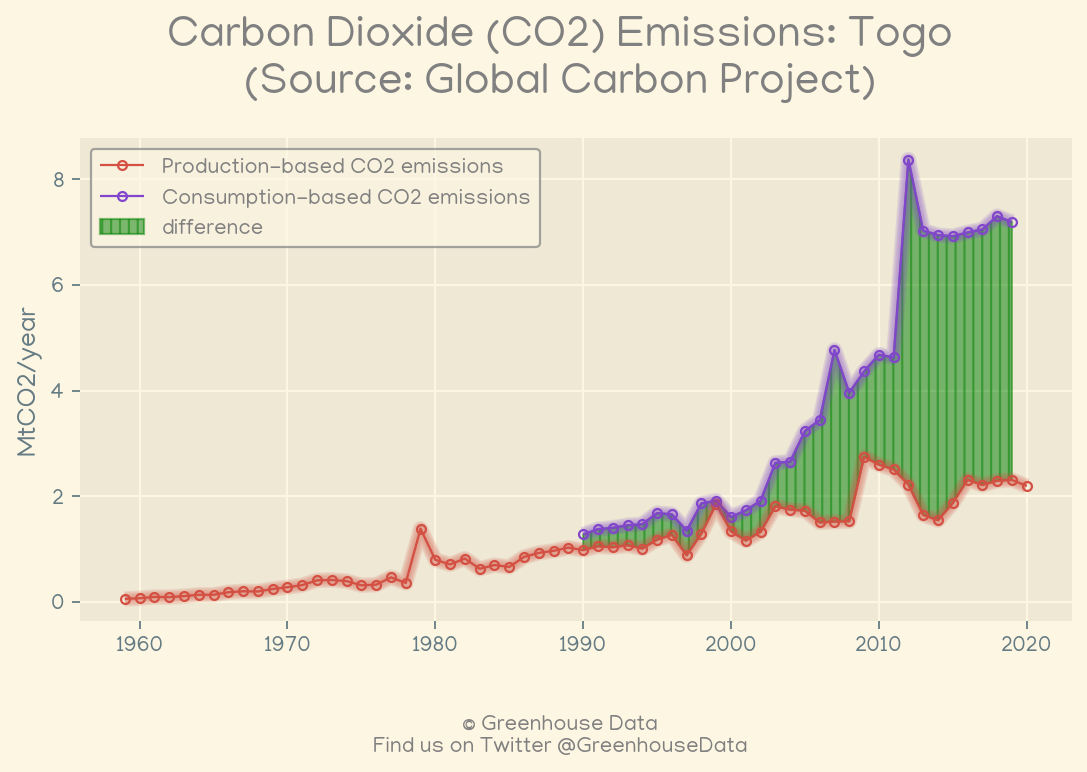 Carbon Dioxide (CO2) Emissions: Togo
(Source: Global Carbon Project)
Production-based CO2 emissions
Consumption-based CO2 emissions
difference
MtCO2/year
8
6
4
2
0
1960 1970 1980 1990 2000 2010 2020
© Greenhouse Data
Find us on Twitter @GreenhouseData